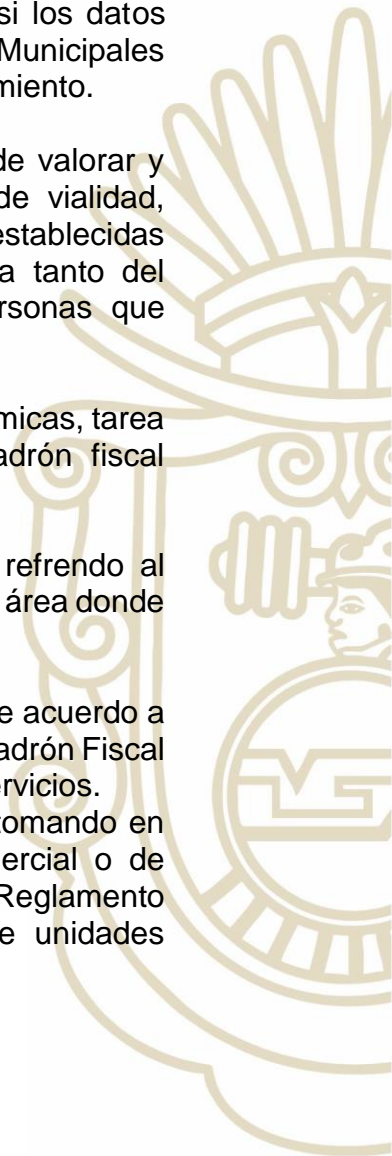 si los datos
Municipales
miento.
de valorar y
de vialidad,
establecidas
a tanto del
ersonas que
micas, tarea
adrón fiscal
refrendo al
área donde
e acuerdo a
adrón Fiscal
ervicios.
tomando en
ercial o de
Reglamento
e unidades